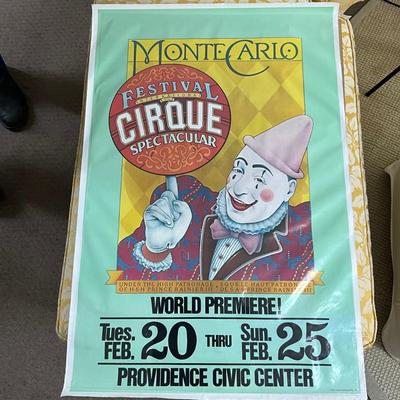 MONTE CARLO
FESTIVAL
INTERNATIONAL
CIRQUE
SPECTACULAR
UNDER THE HIGH PATRONAGE
OF H·S·H PRINCE RAINIER III
SOUS LE HAUT PATRONAGE
DE S·A·S PRINCE RAINIER III
WORLD PREMIERE!
Tues. FEB. 20 THRU Sun. FEB. 25
PROVIDENCE CIVIC CENTER